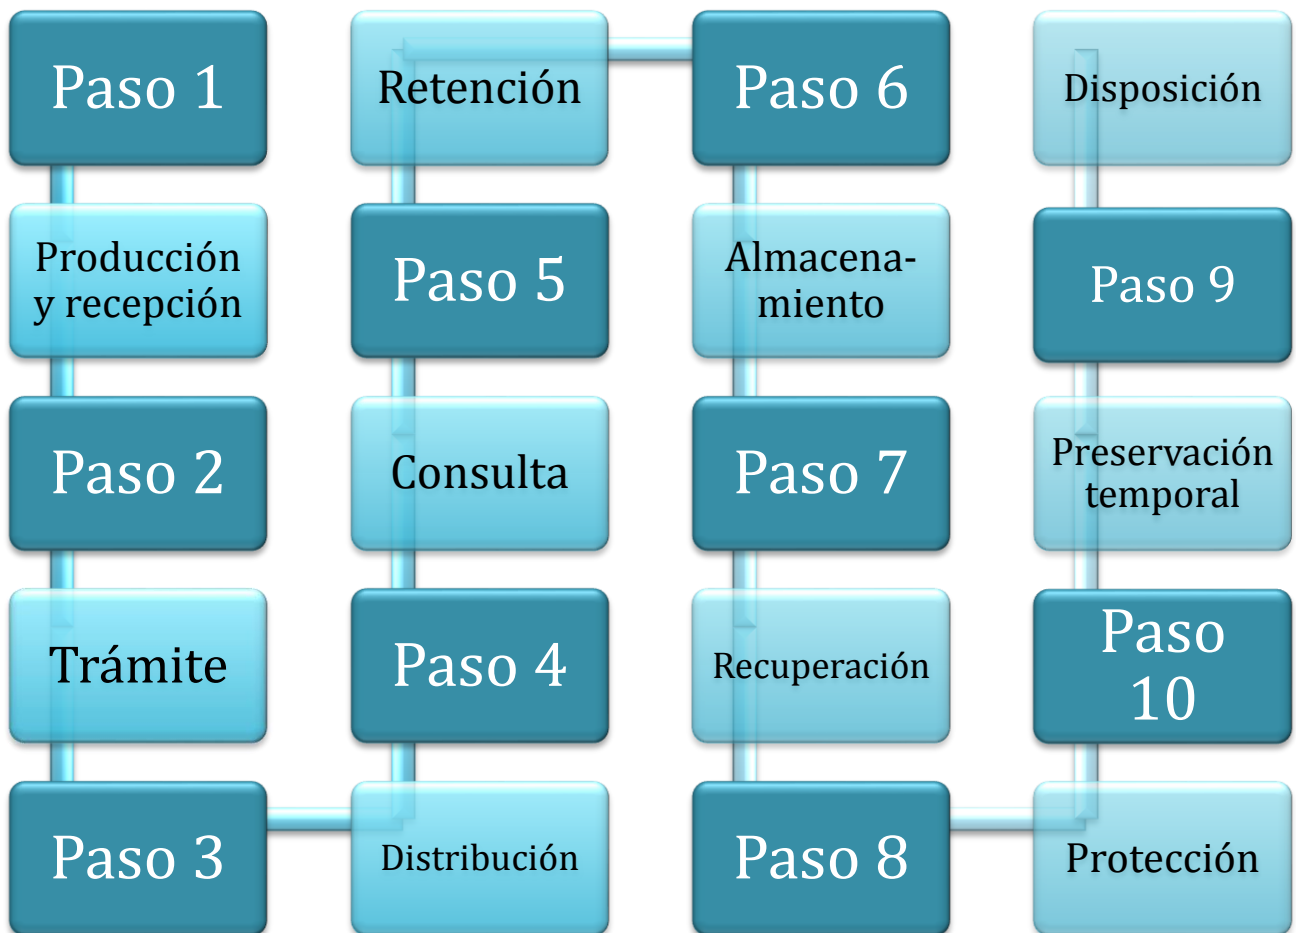 Paso 1
Producción
y recepción
Paso 2
Trámite
Paso 3
Distribución
Paso 4
Consulta
Paso 5
Retención
Paso 6
Almacena-
miento
Paso 7
Recuperación
Paso 8
Protección
Paso
10
Preservación
temporal
Paso 9
Disposición